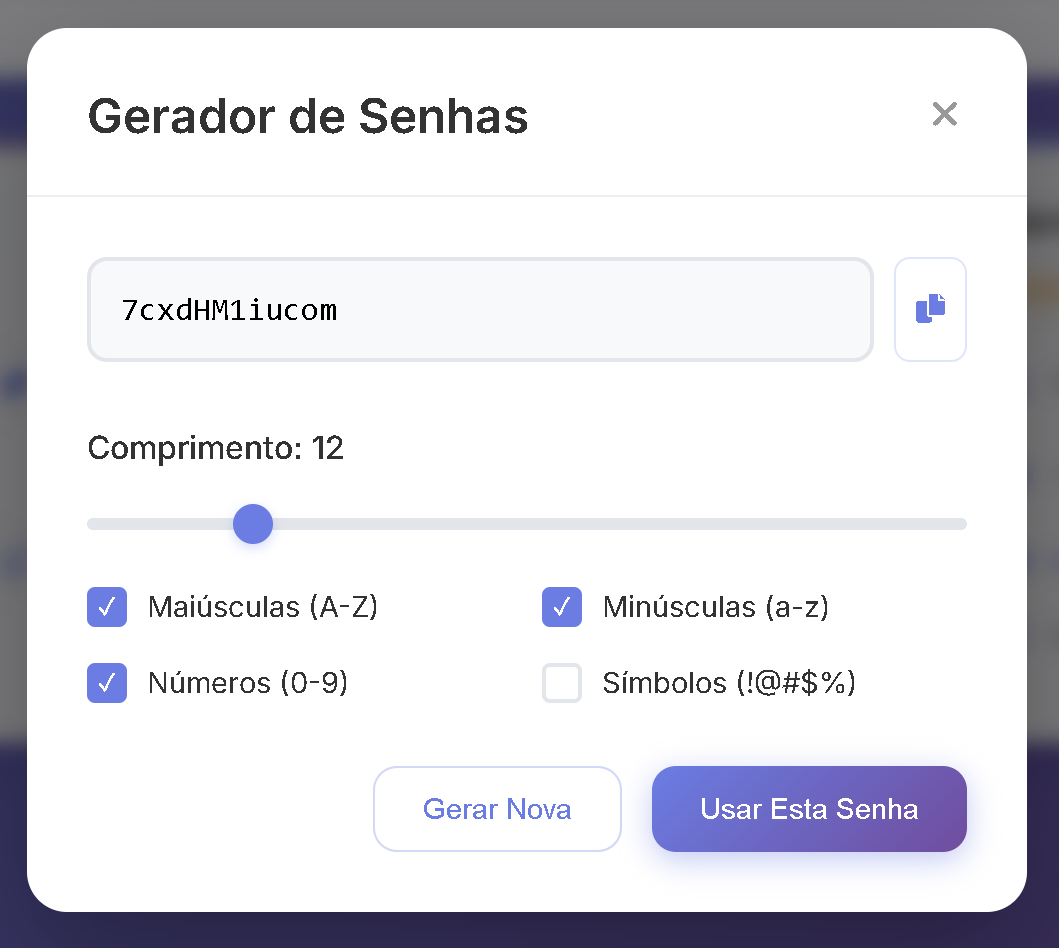 Gerador de Senhas
7cxdHM1iucom
Comprimento: 12
Maiúsculas (A-Z)
Minúsculas (a-z)
Números (0-9)
Símbolos (!@#$%)
Gerar Nova
Usar Esta Senha